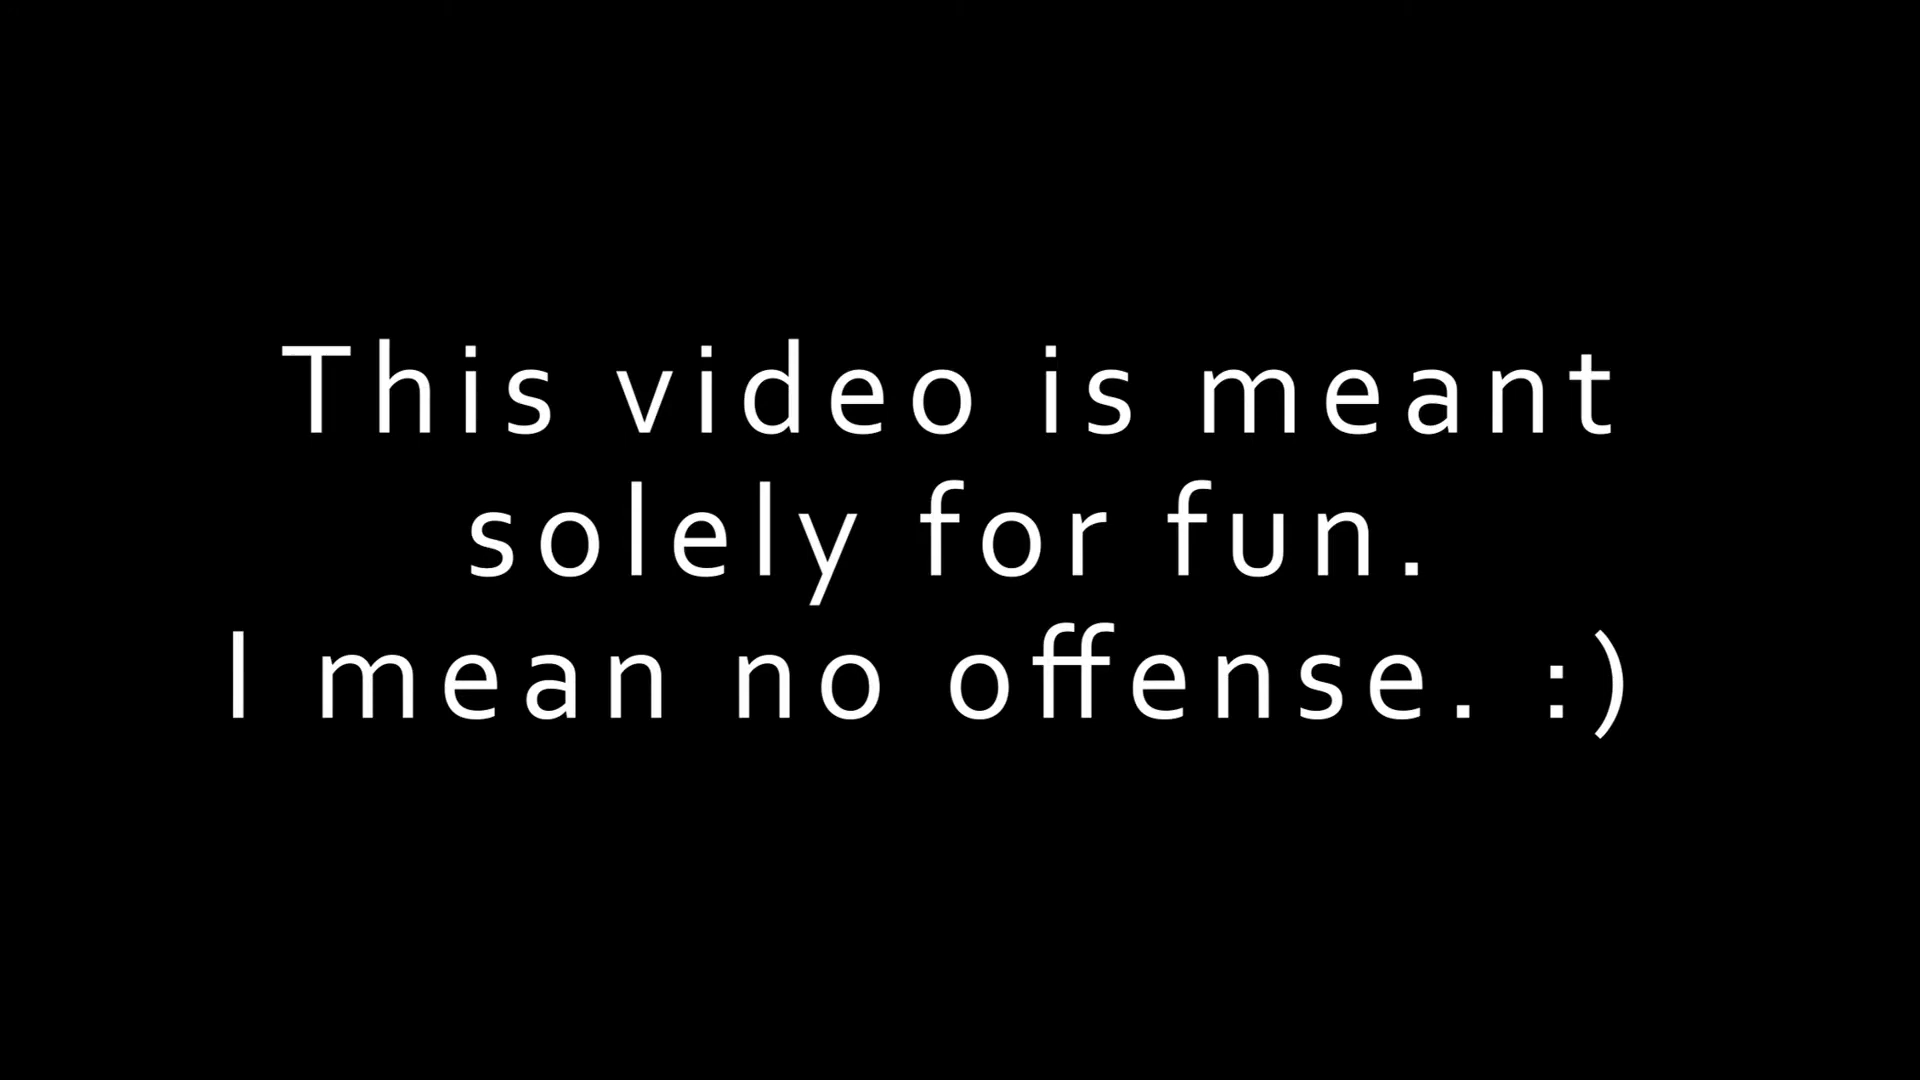 This video is meant
solely for fun.
I mean no offense. :)